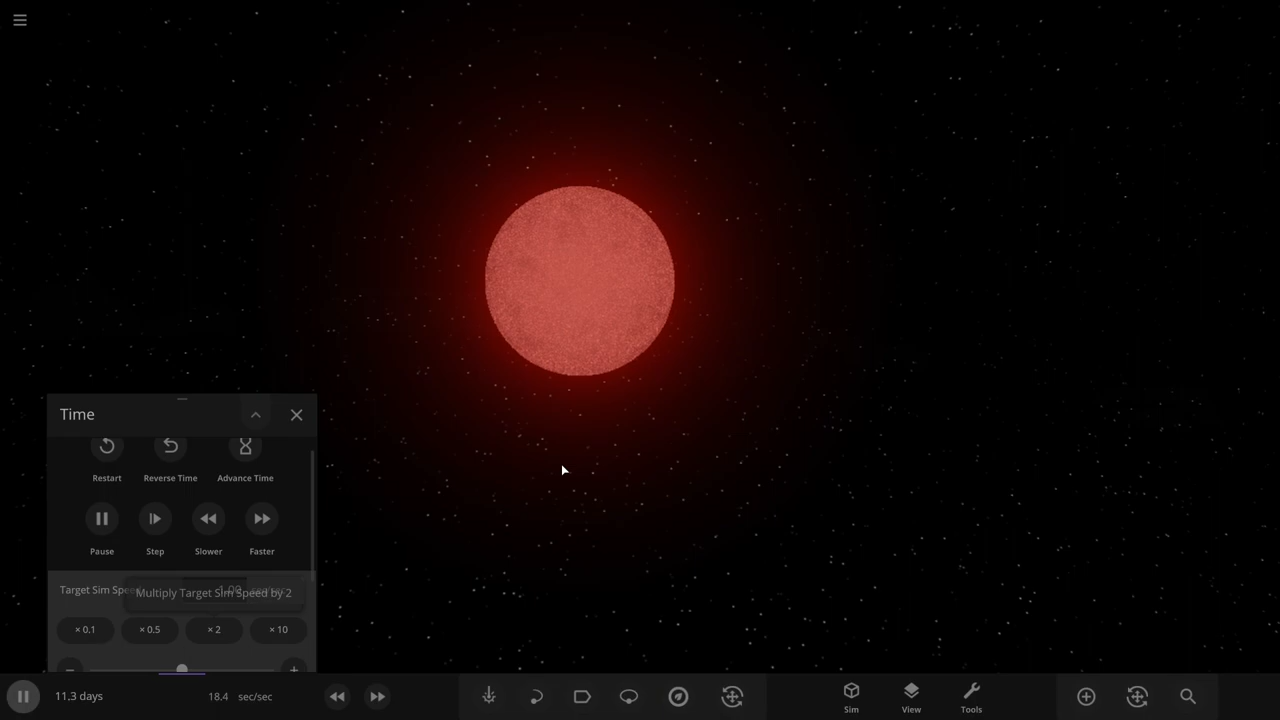 Time
Restart Reverse Time Advance Time
Pause Step Slower Faster
Target Sim Spe
Multiply Target Sim Speed by 2
× 0.1 × 0.5 × 2 × 10
11.3 days 18.4 sec/sec
Sim View Tools